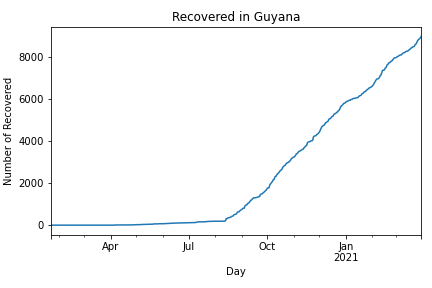 Recovered in Guyana
Number of Recovered
8000
6000
4000
2000
0
Apr
Jul
Oct
Jan
2021
Day